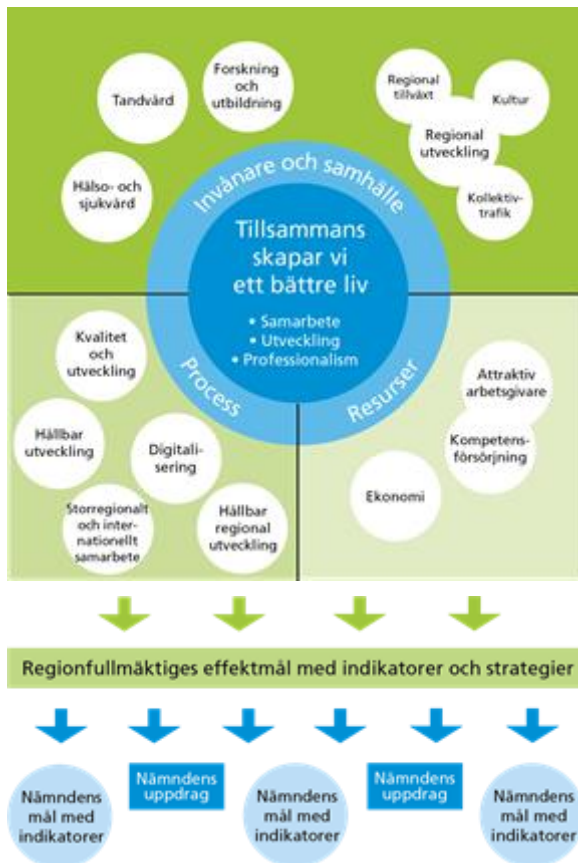 Forskning
och
utbildning
Tandvård
Hälso- och
sjukvård
Regional
tillväxt
Kultur
Regional
utveckling
Kollektiv-
trafik
Invånare och samhälle
Tillsammans
skapar vi
ett bättre liv
• Samarbete
• Utveckling
• Professionalism
Process
Resurser
Kvalitet
och
utveckling
Hållbar
utveckling
Digitali-
sering
Storregionalt
och inter-
nationellt
samarbete
Hållbar
regional
utveckling
Attraktiv
arbetsgivare
Kompetens-
försörjning
Ekonomi
Regionfullmäktiges effektmål med indikatorer och strategier
Nämndens
mål med
indikatorer
Nämndens
uppdrag
Nämndens
mål med
indikatorer
Nämndens
uppdrag
Nämndens
mål med
indikatorer